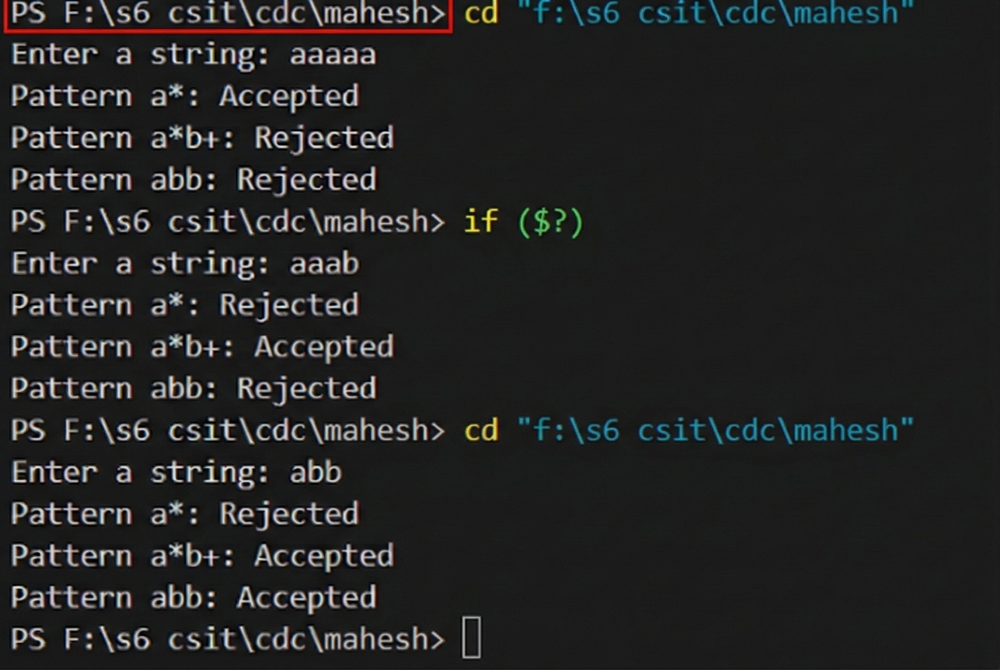 PS F:\s6 csit\cdc\mahesh> cd "f:\s6 csit\cdc\mahesh"
Enter a string: aaaaa
Pattern a*: Accepted
Pattern a*b+: Rejected
Pattern abb: Rejected
PS F:\s6 csit\cdc\mahesh> if ($?)
Enter a string: aaab
Pattern a*: Rejected
Pattern a*b+: Accepted
Pattern abb: Rejected
PS F:\s6 csit\cdc\mahesh> cd "f:\s6 csit\cdc\mahesh"
Enter a string: abb
Pattern a*: Rejected
Pattern a*b+: Accepted
Pattern abb: Accepted
PS F:\s6 csit\cdc\mahesh>